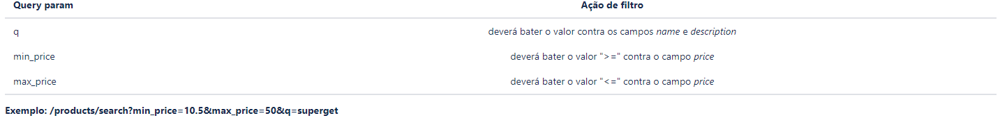 Query param Ação de filtro
q deverá bater o valor contra os campos name e description
min_price deverá bater o valor ">=" contra o campo price
max_price deverá bater o valor "<=" contra o campo price
Exemplo: /products/search?min_price=10.5&max_price=50&q=superget